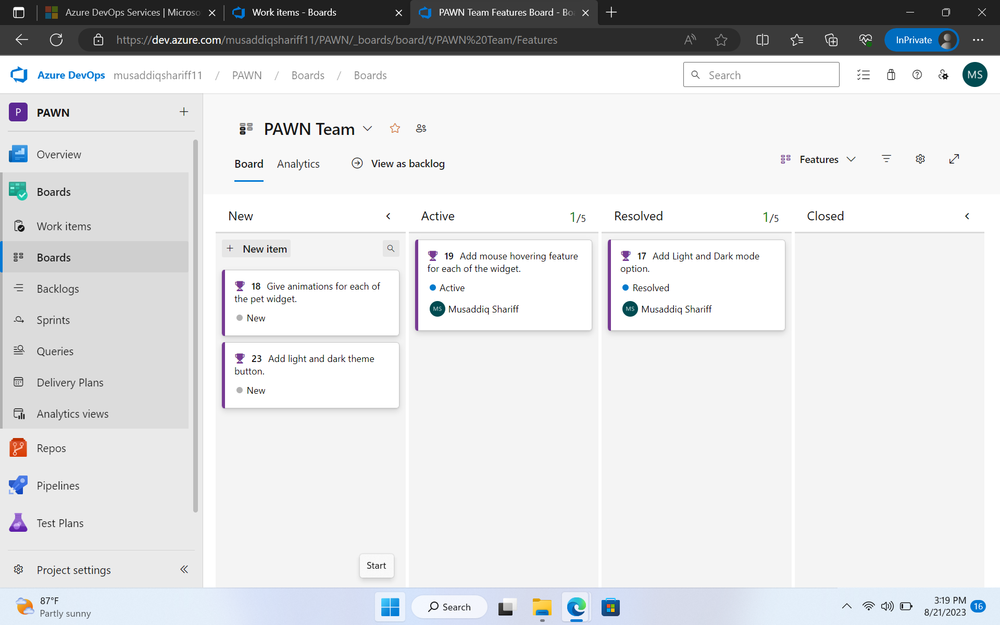 Azure DevOps Services | Microso
Work items - Boards
PAWN Team Features Board - Bo
https://dev.azure.com/musaddiqshariff11/PAWN/_boards/board/t/PAWN%20Team/Features
InPrivate
Azure DevOps musaddiqshariff11 / PAWN / Boards / Boards
Search
MS
P PAWN
Overview
Boards
Work items
Boards
Backlogs
Sprints
Queries
Delivery Plans
Analytics views
Repos
Pipelines
Test Plans
Project settings
PAWN Team
Board Analytics View as backlog
Features
New
Active 1/5
Resolved 1/5
Closed
New item
18 Give animations for each of
the pet widget.
New
23 Add light and dark theme
button.
New
19 Add mouse hovering feature
for each of the widget.
Active
MS Musaddiq Shariff
17 Add Light and Dark mode
option.
Resolved
MS Musaddiq Shariff
Start
87°F
Partly sunny
Search
3:19 PM
8/21/2023
16